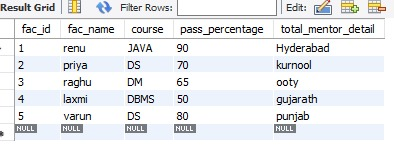 Result Grid Filter Rows: Edit:
fac_id fac_name course pass_percentage total_mentor_detail
1 renu JAVA 90 Hyderabad
2 priya DS 70 kurnool
3 raghu DM 65 ooty
4 laxmi DBMS 50 gujarath
5 varun DS 80 punjab
NULL NULL NULL NULL NULL